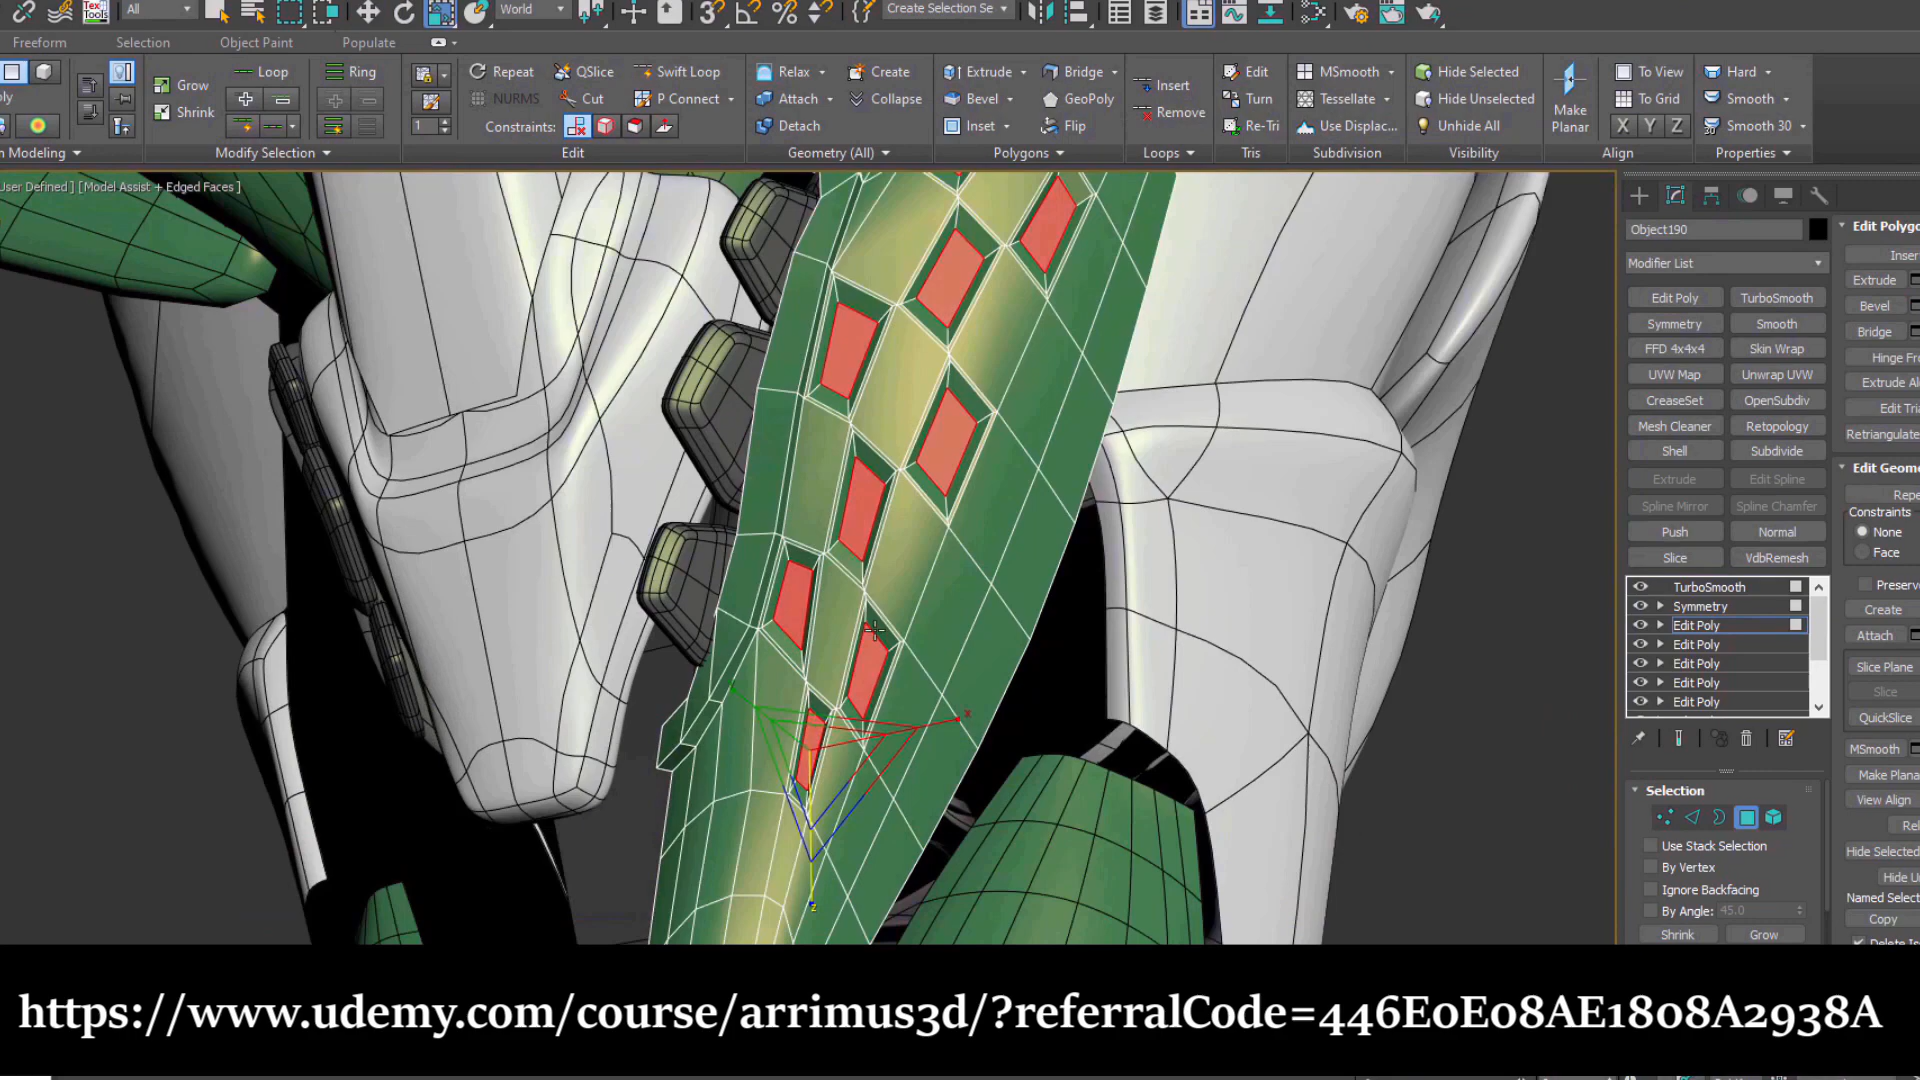 Tex Tools
All
World
Create Selection Se
Freeform Selection Object Paint Populate
Grow
Shrink
Loop
Ring
Modify Selection
Repeat QSlice Swift Loop
NURMS Cut P Connect
1
Constraints:
Edit
Relax Create
Attach Collapse
Detach
Geometry (All)
Extrude Bridge
Bevel GeoPoly
Inset Flip
Polygons
Insert
Remove
Loops
Edit
Turn
Re-Tri
Tris
MSmooth
Tessellate
Use Displac...
Subdivision
Hide Selected
Hide Unselected
Unhide All
Visibility
Make Planar
To View
To Grid
X Y Z
Align
Hard
Smooth
Smooth 30
Properties
m Modeling
User Defined ] [Model Assist + Edged Faces ]
x
z
Object190
Modifier List
Edit Poly TurboSmooth
Symmetry Smooth
FFD 4x4x4 Skin Wrap
UVW Map Unwrap UVW
CreaseSet OpenSubdiv
Mesh Cleaner Retopology
Shell Subdivide
Extrude Edit Spline
Spline Mirror Spline Chamfer
Push Normal
Slice VdbRemesh
TurboSmooth
Symmetry
Edit Poly
Edit Poly
Edit Poly
Edit Poly
Edit Poly
Selection
Use Stack Selection
By Vertex
Ignore Backfacing
By Angle: 45.0
Shrink Grow
Edit Polyg
Inser
Extrude
Bevel
Bridge
Hinge Fr
Extrude Al
Edit Tria
Retriangulate
Edit Geome
Repe
Constraints
None
Face
Preserv
Create
Attach
Slice Plane
Slice
QuickSlice
MSmooth
Make Plana
View Align
Rel
Hide Selected
Hide U
Named Select
Copy
Delete Is
https://www.udemy.com/course/arrimus3d/?referralCode=446E0E08AE1808A2938A